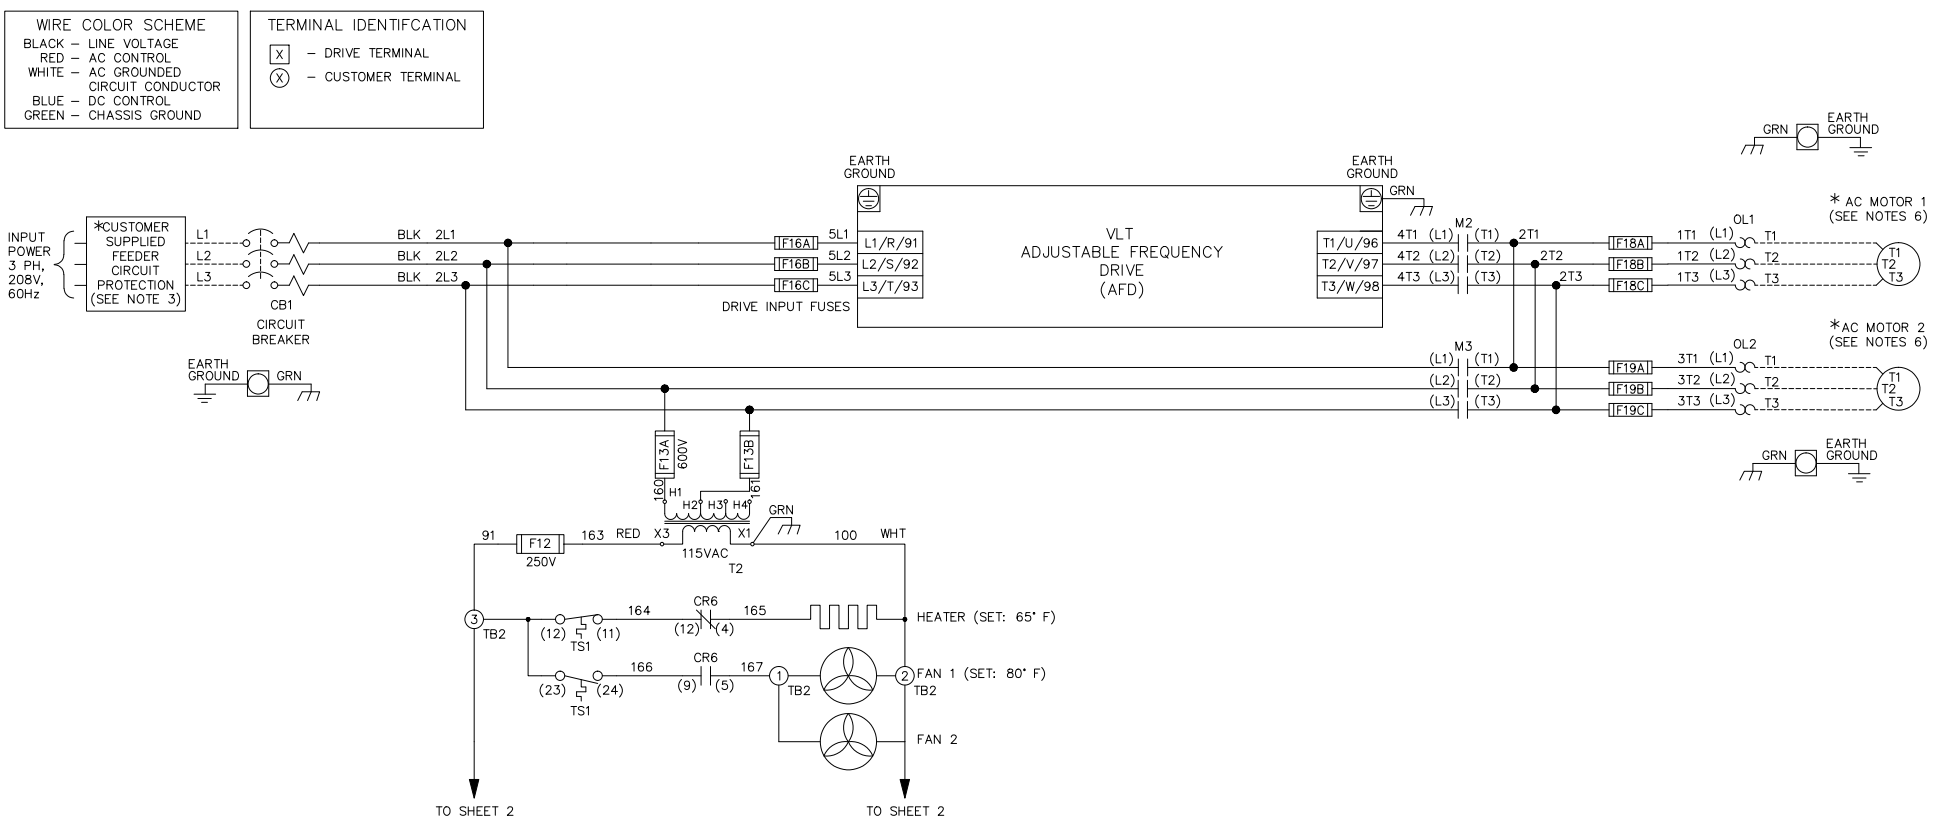 WIRE COLOR SCHEME
BLACK – LINE VOLTAGE
RED – AC CONTROL
WHITE – AC GROUNDED
CIRCUIT CONDUCTOR
BLUE – DC CONTROL
GREEN – CHASSIS GROUND
TERMINAL IDENTIFCATION
X – DRIVE TERMINAL
X – CUSTOMER TERMINAL
INPUT
POWER
3 PH,
208V,
60Hz
*CUSTOMER
SUPPLIED
FEEDER
CIRCUIT
PROTECTION
(SEE NOTE 3)
L1
L2
L3
CB1
CIRCUIT
BREAKER
BLK 2L1
BLK 2L2
BLK 2L3
EARTH
GROUND
GRN
F16A 5L1
F16B 5L2
F16C 5L3
DRIVE INPUT FUSES
EARTH
GROUND
L1/R/91
L2/S/92
L3/T/93
VLT
ADJUSTABLE FREQUENCY
DRIVE
(AFD)
EARTH
GROUND
GRN
T1/U/96
T2/V/97
T3/W/98
M2
4T1 (L1) (T1) 2T1
4T2 (L2) (T2) 2T2
4T3 (L3) (T3) 2T3
F18A 1T1 (L1) T1
F18B 1T2 (L2) T2
F18C 1T3 (L3) T3
OL1
GRN
EARTH
GROUND
* AC MOTOR 1
(SEE NOTES 6)
T1
T2
T3
M3
(L1) (T1)
(L2) (T2)
(L3) (T3)
F19A 3T1 (L1) T1
F19B 3T2 (L2) T2
F19C 3T3 (L3) T3
OL2
*AC MOTOR 2
(SEE NOTES 6)
T1
T2
T3
GRN
EARTH
GROUND
F13A
600V
F13B
160
161
H1
H2
H3
H4
GRN
91
F12
250V
163 RED X3
115VAC
X1
T2
100 WHT
3
TB2
(12) (11)
TS1
164
CR6
(12) (4)
165
HEATER (SET: 65° F)
(23) (24)
TS1
166
CR6
(9) (5)
167
1
TB2
2
TB2
FAN 1 (SET: 80° F)
FAN 2
TO SHEET 2
TO SHEET 2